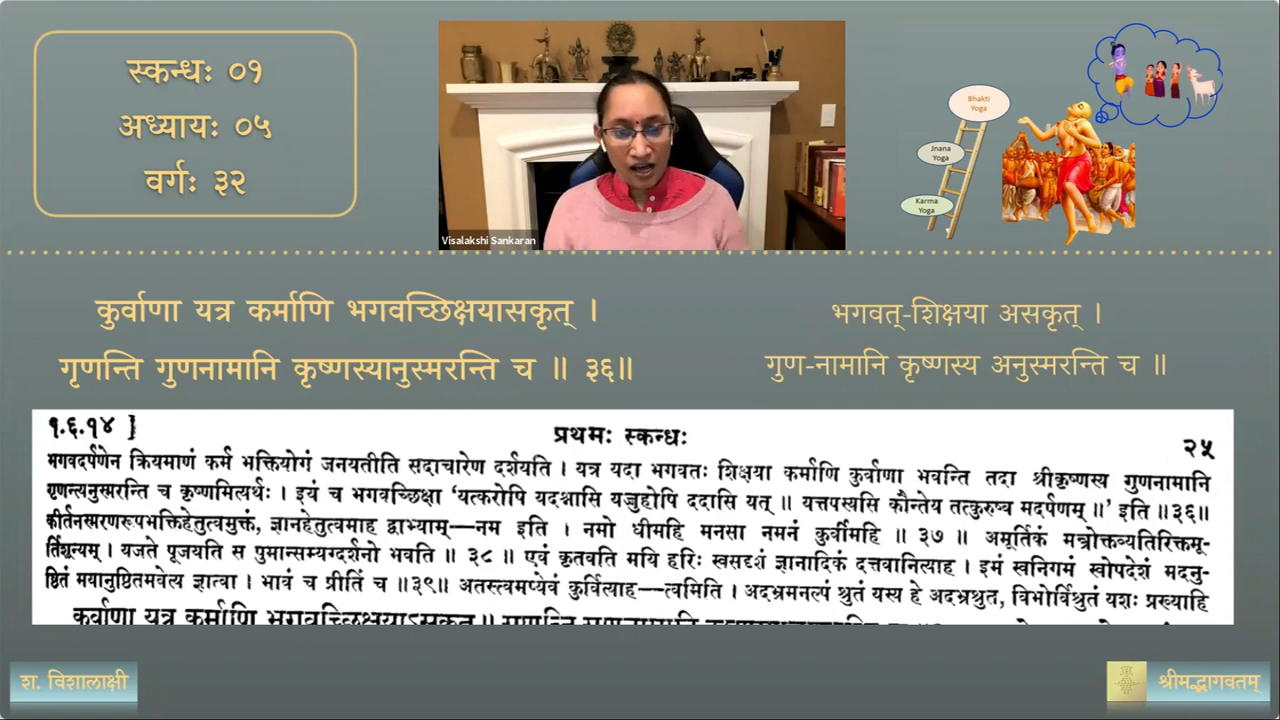 स्कन्धः ०१
अध्यायः ०५
वर्गः ३२
Visalakshi Sankaran
Bhakti
Yoga
Jnana
Yoga
Karma
Yoga
कुर्वाणा यत्र कर्माणि भगवच्छिक्षयासकृत् ।
गृणन्ति गुणनामानि कृष्णस्यानुस्मरन्ति च ॥ ३६॥
भगवत्-शिक्षया असकृत् ।
गुण-नामानि कृष्णस्य अनुस्मरन्ति च ॥
१.६.१४ ]
प्रथमः स्कन्धः
२५
भगवदर्पणेन क्रियमाणं कर्म भक्तियोगं जनयतीति सदाचारेण दर्शयति । यत्र यदा भगवतः शिक्षया कर्माणि कुर्वाणा भवन्ति तदा श्रीकृष्णस्य गुणनामानि
गृणन्त्यनुस्मरन्ति च कृष्णमित्यर्थः । इयं च भगवच्छिक्षा 'यत्करोषि यदश्नासि यज्जुहोषि ददासि यत् ॥ यत्तपस्यसि कौन्तेय तत्कुरुष्व मदर्पणम् ॥' इति ॥३६॥
कीर्तनस्मरणरूपभक्तिहेतुत्वमुक्तं, ज्ञानहेतुत्वमाह द्वाभ्याम्—नम इति । नमो धीमहि मनसा नमनं कुर्वीमहि ॥ ३७ ॥ अमूर्तिकं मन्त्रोक्तव्यतिरिक्तमू-
र्तिशून्यम् । यजते पूजयति स पुमान्सम्यग्दर्शनो भवति ॥ ३८ ॥ एवं कृतवति मयि हरिः स्वसदृशं ज्ञानादिकं दत्तवानित्याह । इमं स्वनिगमं स्वोपदेशं मदनु-
ष्ठितं मयानुष्ठितमवेत्य ज्ञात्वा । भावं च प्रीतिं च ॥३९॥ अतस्त्वमप्येवं कुर्वित्याह—त्वमिति । अदभ्रमनल्पं श्रुतं यस्य हे अदभ्रश्रुत, विभोर्विश्रुतं यशः प्रख्याहि
कुर्वाणा यत्र कर्माणि भगवच्छिक्षयाऽसकृत् ॥
श. विशालाक्षी
श्रीमद्भागवतम्